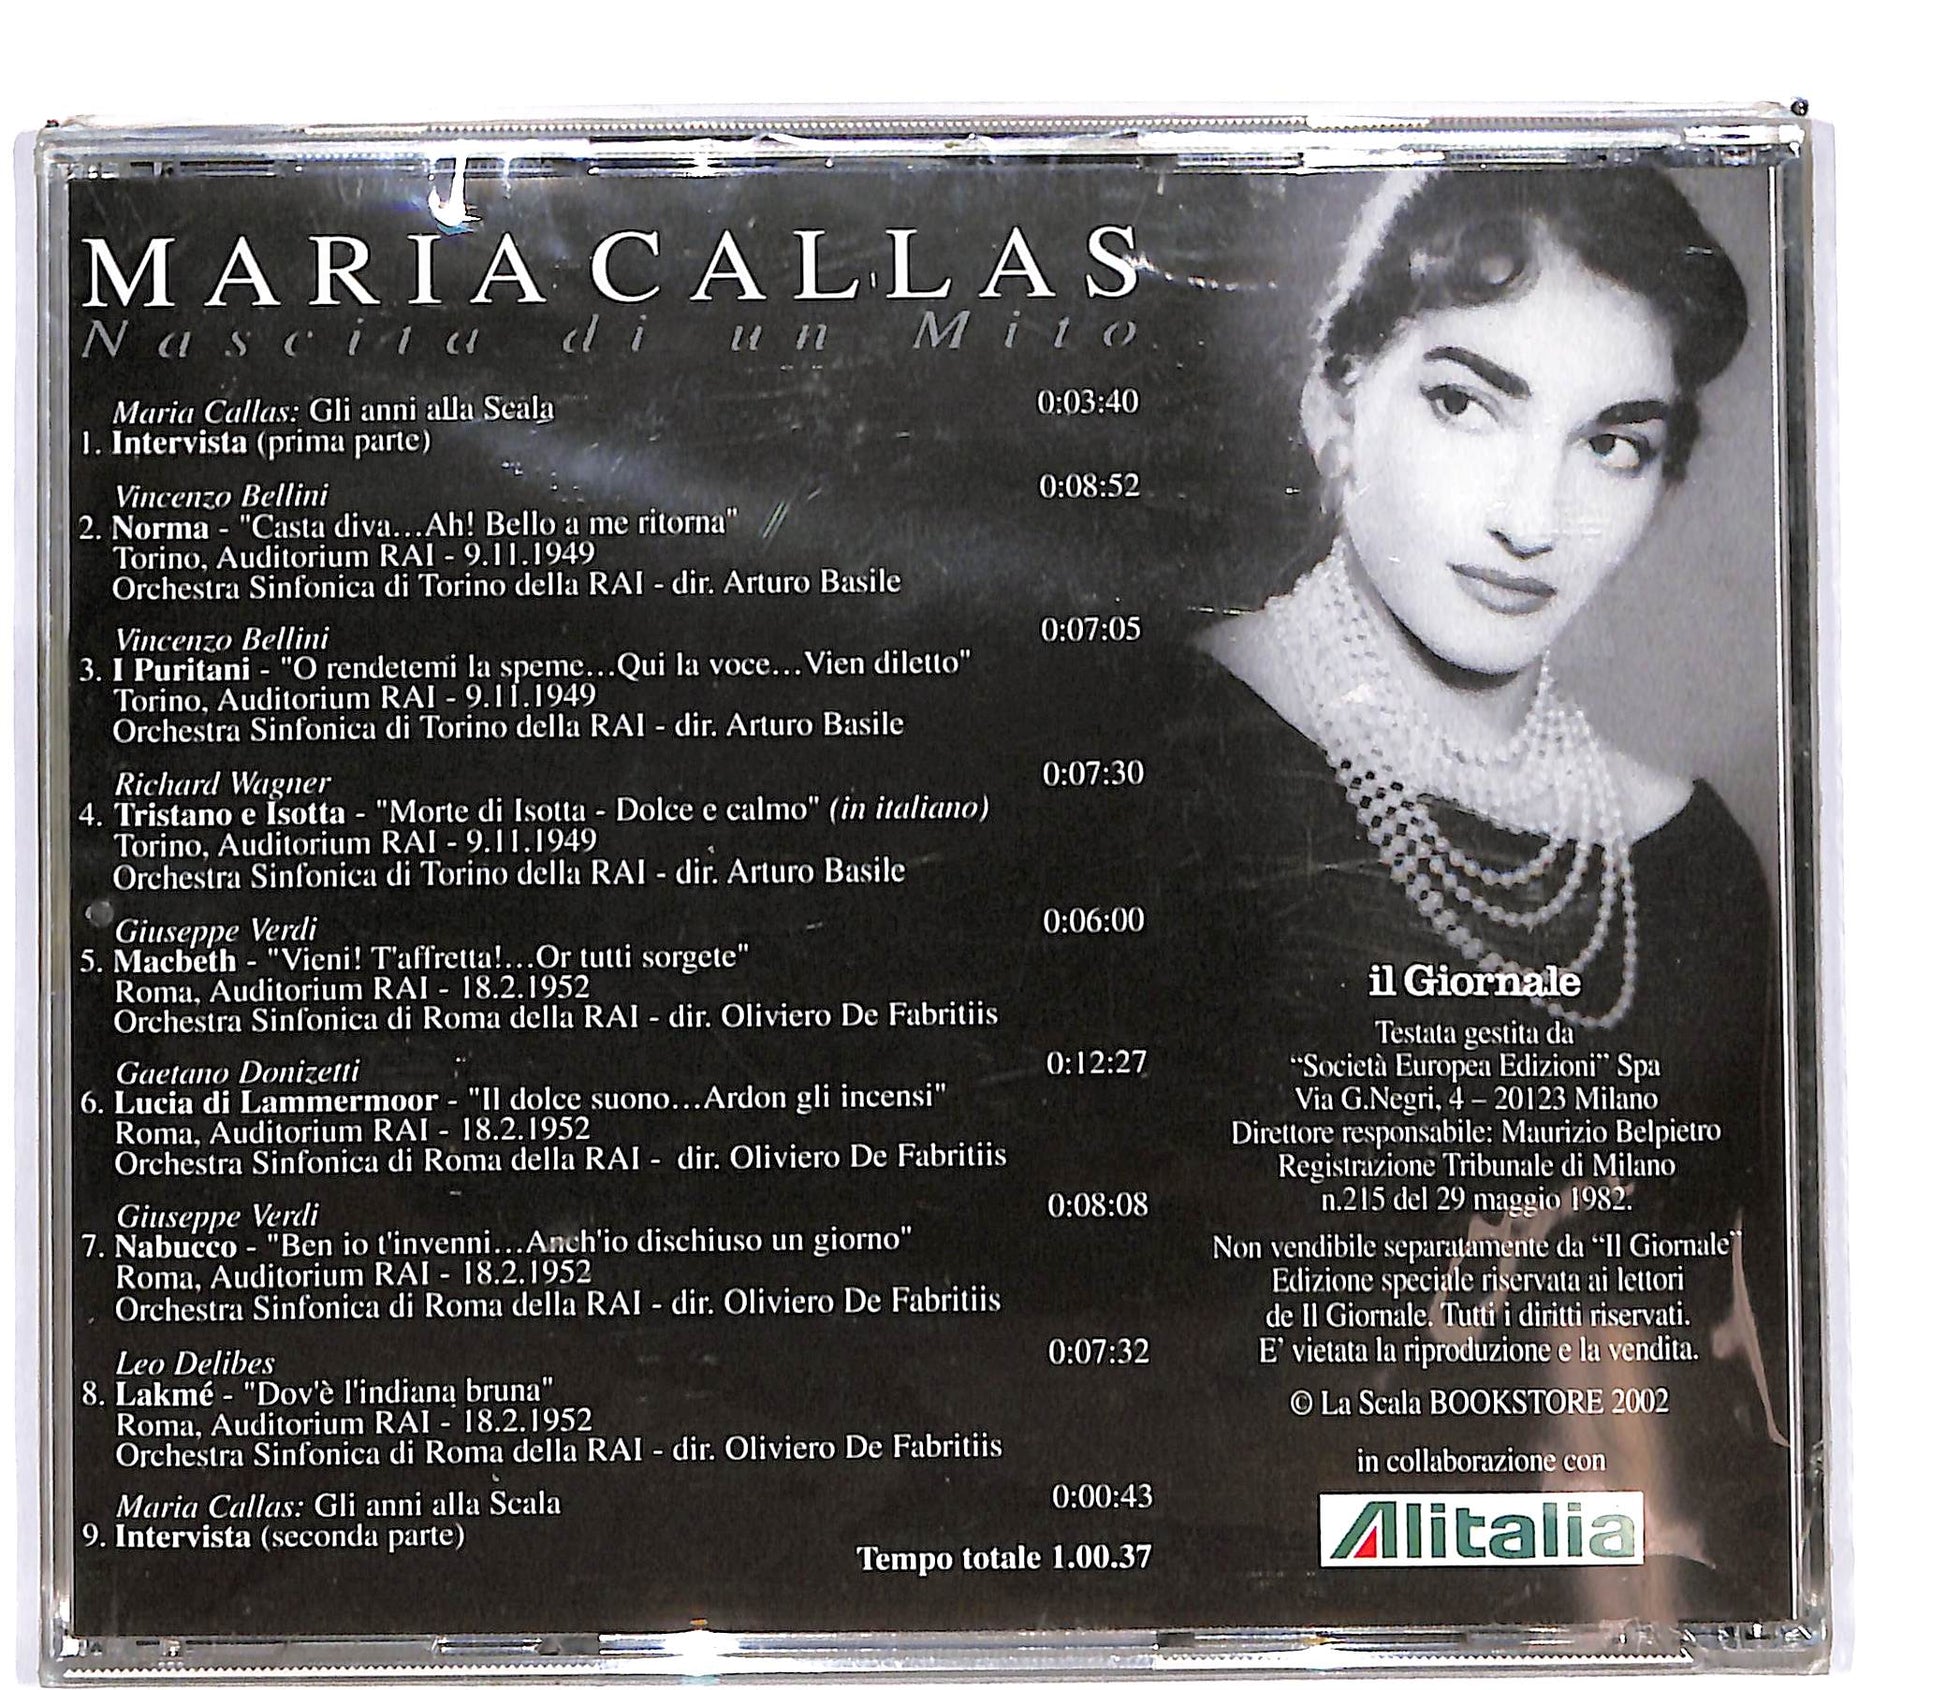 MARIA CALLAS
Nascita di un Mito
Maria Callas: Gli anni alla Scala 0:03:40
1. Intervista (prima parte)
Vincenzo Bellini 0:08:52
2. Norma - "Casta diva...Ah! Bello a me ritorna"
Torino, Auditorium RAI - 9.11.1949
Orchestra Sinfonica di Torino della RAI - dir. Arturo Basile
Vincenzo Bellini 0:07:05
3. I Puritani - "O rendetemi la speme...Qui la voce...Vien diletto"
Torino, Auditorium RAI - 9.11.1949
Orchestra Sinfonica di Torino della RAI - dir. Arturo Basile
Richard Wagner 0:07:30
4. Tristano e Isotta - "Morte di Isotta - Dolce e calmo" (in italiano)
Torino, Auditorium RAI - 9.11.1949
Orchestra Sinfonica di Torino della RAI - dir. Arturo Basile
Giuseppe Verdi 0:06:00
5. Macbeth - "Vieni! T'affretta!...Or tutti sorgete"
Roma, Auditorium RAI - 18.2.1952
Orchestra Sinfonica di Roma della RAI - dir. Oliviero De Fabritiis
Gaetano Donizetti 0:12:27
6. Lucia di Lammermoor - "Il dolce suono...Ardon gli incensi"
Roma, Auditorium RAI - 18.2.1952
Orchestra Sinfonica di Roma della RAI - dir. Oliviero De Fabritiis
Giuseppe Verdi 0:08:08
7. Nabucco - "Ben io t'invenni...Anch'io dischiuso un giorno"
Roma, Auditorium RAI - 18.2.1952
Orchestra Sinfonica di Roma della RAI - dir. Oliviero De Fabritiis
Leo Delibes 0:07:32
8. Lakmé - "Dov'è l'indiana bruna"
Roma, Auditorium RAI - 18.2.1952
Orchestra Sinfonica di Roma della RAI - dir. Oliviero De Fabritiis
Maria Callas: Gli anni alla Scala 0:00:43
9. Intervista (seconda parte)
Tempo totale 1.00.37
il Giornale
Testata gestita da
“Società Europea Edizioni” Spa
Via G.Negri, 4 – 20123 Milano
Direttore responsabile: Maurizio Belpietro
Registrazione Tribunale di Milano
n.215 del 29 maggio 1982.
Non vendibile separatamente da “Il Giornale”
Edizione speciale riservata ai lettori
de Il Giornale. Tutti i diritti riservati.
E’ vietata la riproduzione e la vendita.
© La Scala BOOKSTORE 2002
in collaborazione con
Alitalia